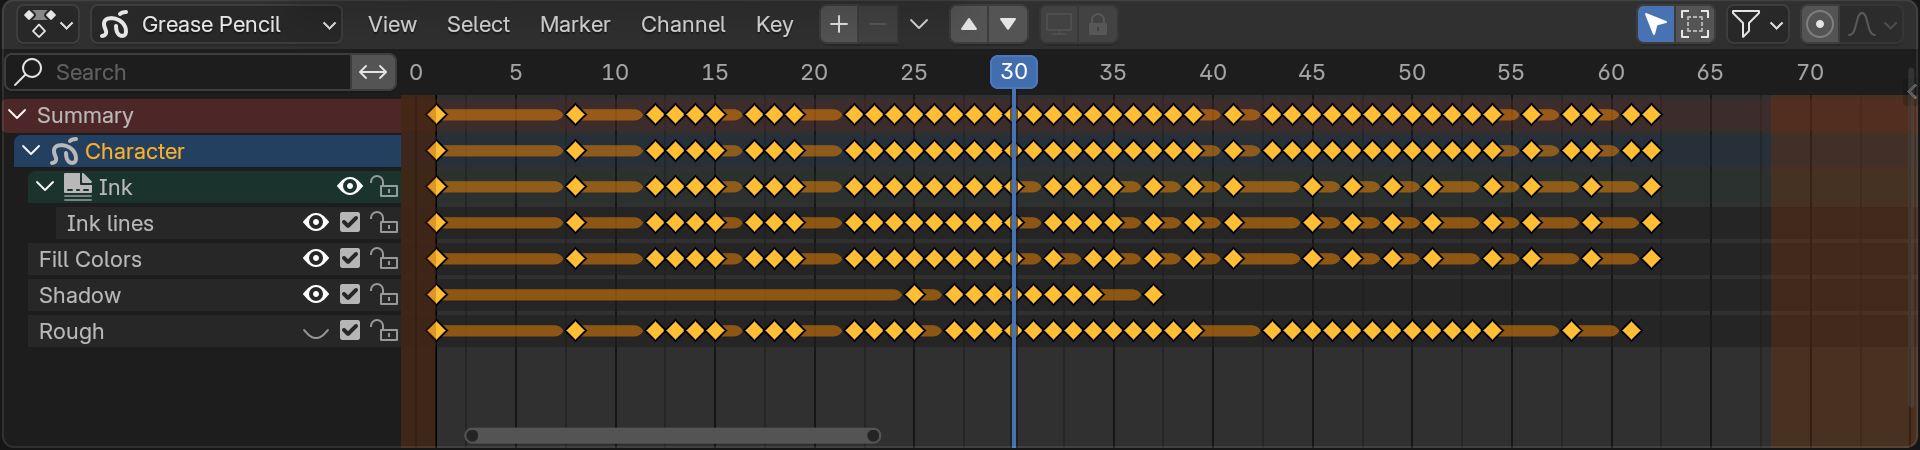 Grease Pencil View Select Marker Channel Key
Search 0 5 10 15 20 25 30 35 40 45 50 55 60 65 70
Summary
Character
Ink
Ink lines
Fill Colors
Shadow
Rough